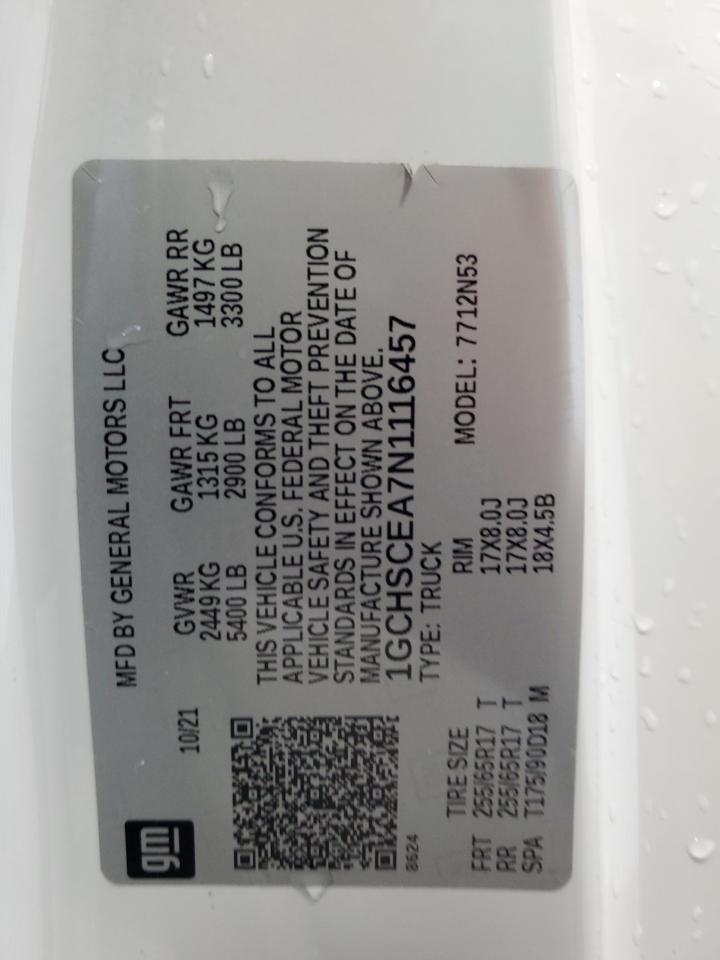 gm
MFD BY GENERAL MOTORS LLC
10/21
GVWR GAWR FRT GAWR RR
2449 KG 1315 KG 1497 KG
5400 LB 2900 LB 3300 LB
THIS VEHICLE CONFORMS TO ALL
APPLICABLE U.S. FEDERAL MOTOR
VEHICLE SAFETY AND THEFT PREVENTION
STANDARDS IN EFFECT ON THE DATE OF
MANUFACTURE SHOWN ABOVE.
1GCHSCEA7N1116457
8624
TYPE: TRUCK
TIRE SIZE RIM MODEL: 7712N53
FRT 255/65R17 T 17X8.0J
RR 255/65R17 T 17X8.0J
SPA T175/90D18 M 18X4.5B